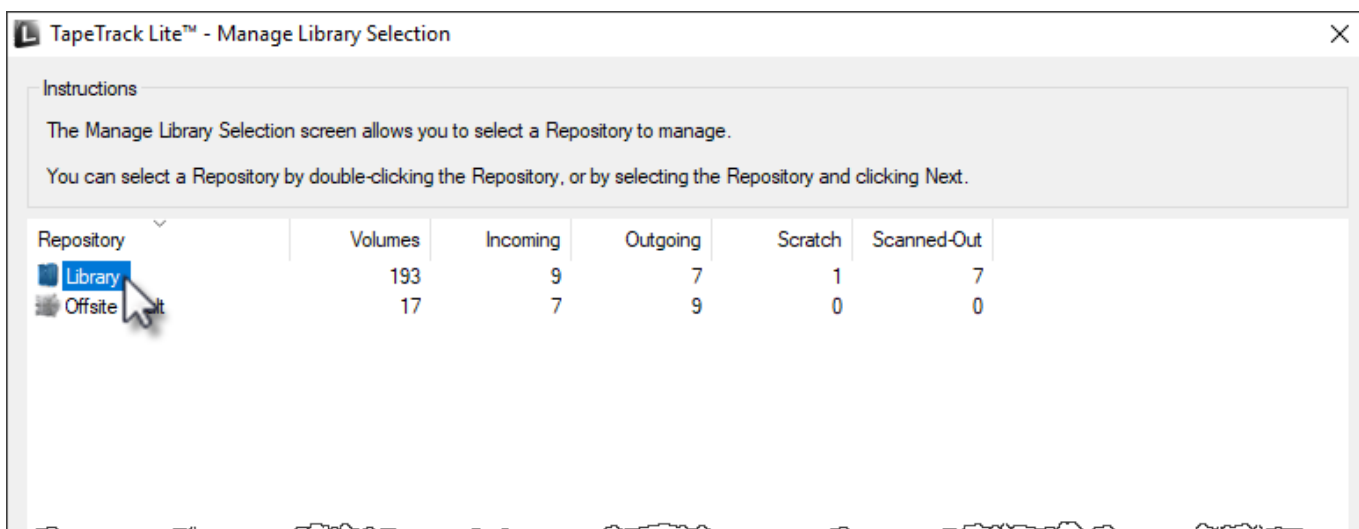 TapeTrack Lite™ - Manage Library Selection
Instructions
The Manage Library Selection screen allows you to select a Repository to manage.
You can select a Repository by double-clicking the Repository, or by selecting the Repository and clicking Next.
Repository Volumes Incoming Outgoing Scratch Scanned-Out
Library 193 9 7 1 7
Offsite 17 7 9 0 0